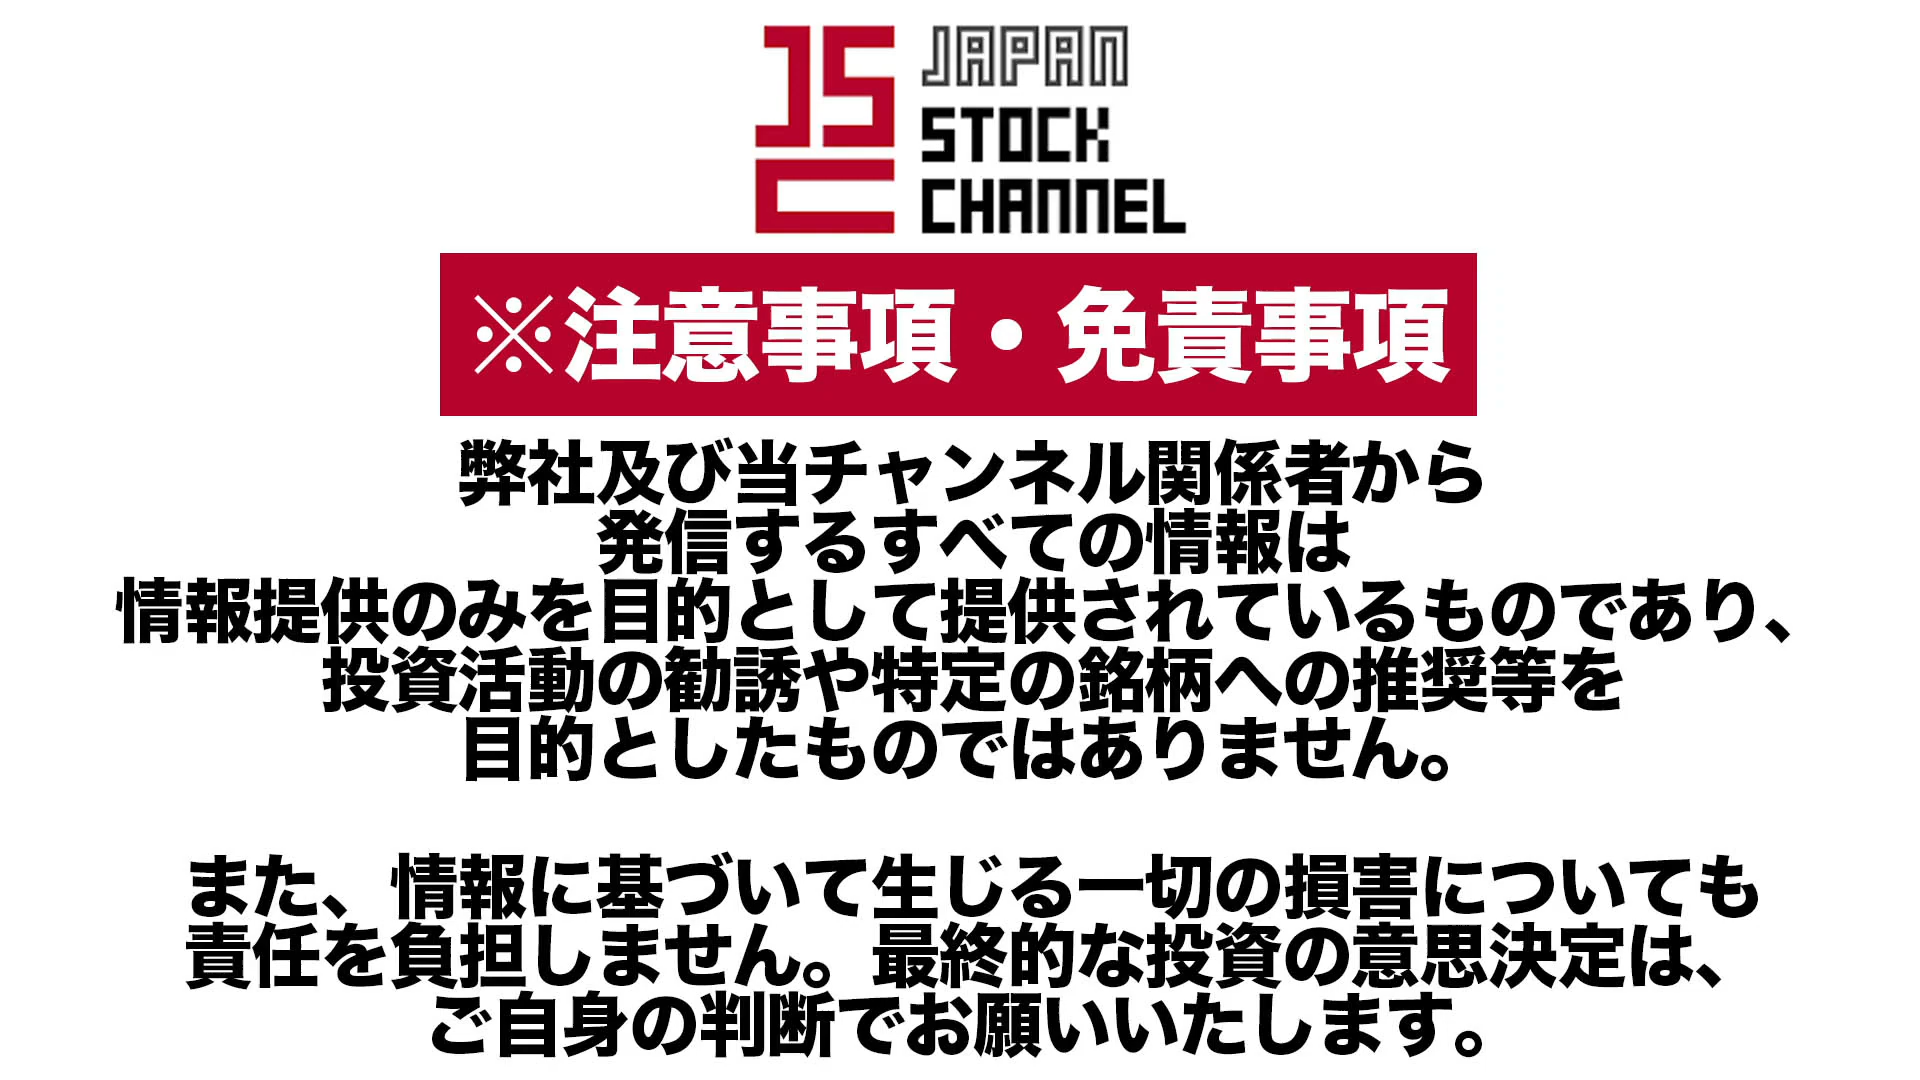 JSC
JAPAN
STOCK
CHANNEL
※注意事項・免責事項
弊社及び当チャンネル関係者から
発信するすべての情報は
情報提供のみを目的として提供されているものであり、
投資活動の勧誘や特定の銘柄への推奨等を
目的としたものではありません。
また、情報に基づいて生じる一切の損害についても
責任を負担しません。最終的な投資の意思決定は、
ご自身の判断でお願いいたします。